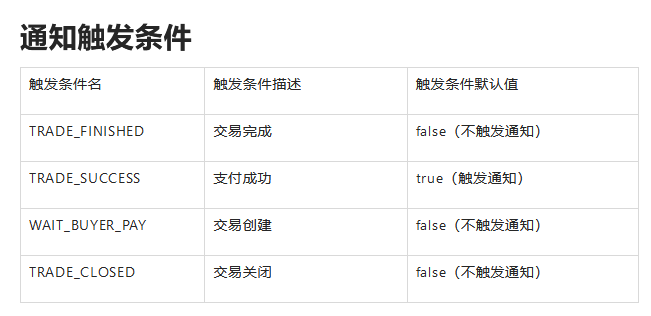 通知触发条件
触发条件名 触发条件描述 触发条件默认值
TRADE_FINISHED 交易完成 false（不触发通知）
TRADE_SUCCESS 支付成功 true（触发通知）
WAIT_BUYER_PAY 交易创建 false（不触发通知）
TRADE_CLOSED 交易关闭 false（不触发通知）